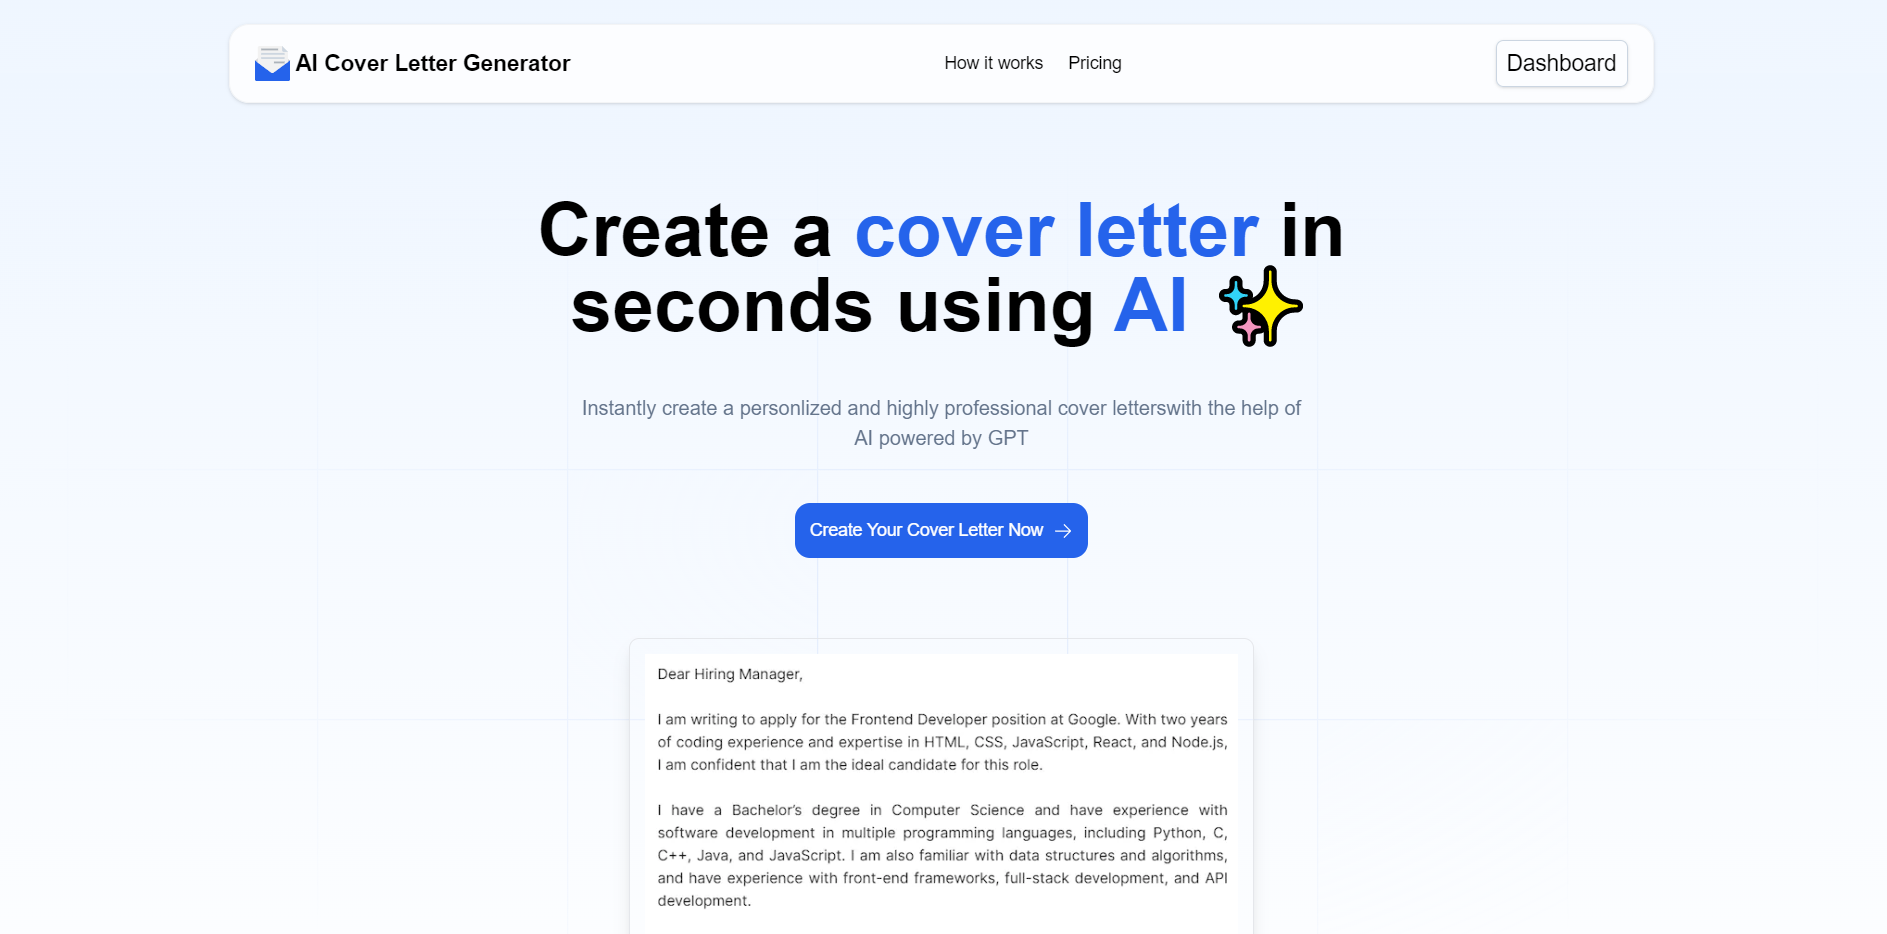 AI Cover Letter Generator
How it works
Pricing
Dashboard
Create a cover letter in
seconds using AI
Instantly create a personlized and highly professional cover letterswith the help of
AI powered by GPT
Create Your Cover Letter Now
Dear Hiring Manager,
I am writing to apply for the Frontend Developer position at Google. With two years
of coding experience and expertise in HTML, CSS, JavaScript, React, and Node.js,
I am confident that I am the ideal candidate for this role.
I have a Bachelor’s degree in Computer Science and have experience with
software development in multiple programming languages, including Python, C,
C++, Java, and JavaScript. I am also familiar with data structures and algorithms,
and have experience with front-end frameworks, full-stack development, and API
development.